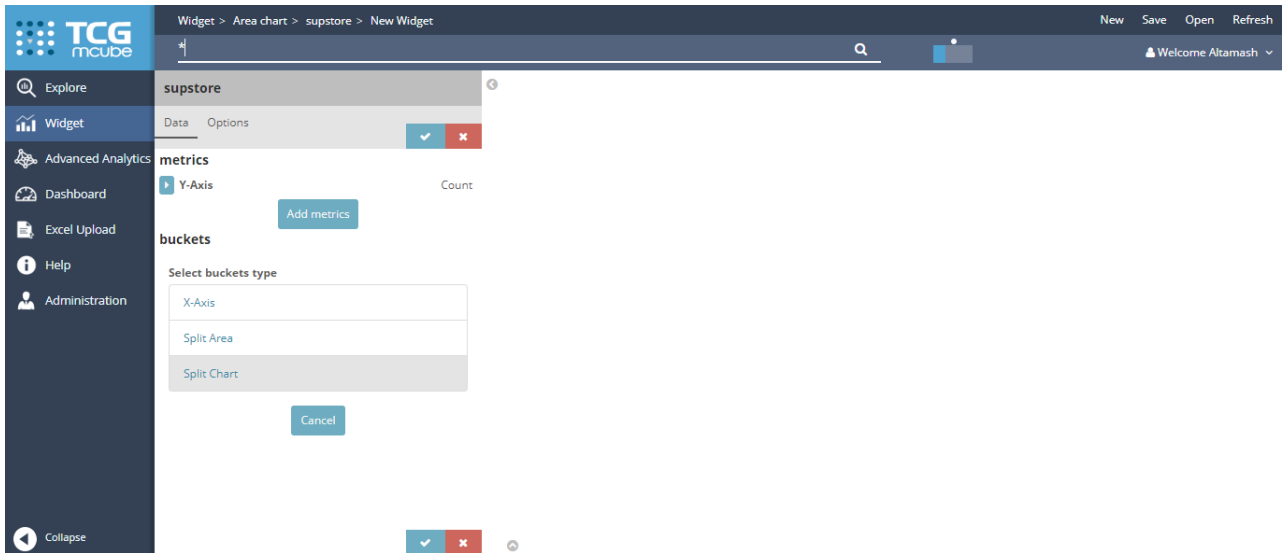 TCG
mcube
Widget > Area chart > supstore > New Widget
New Save Open Refresh
*
Welcome Altamash
Explore
Widget
Advanced Analytics
Dashboard
Excel Upload
Help
Administration
Collapse
supstore
Data Options
metrics
Y-Axis Count
Add metrics
buckets
Select buckets type
X-Axis
Split Area
Split Chart
Cancel